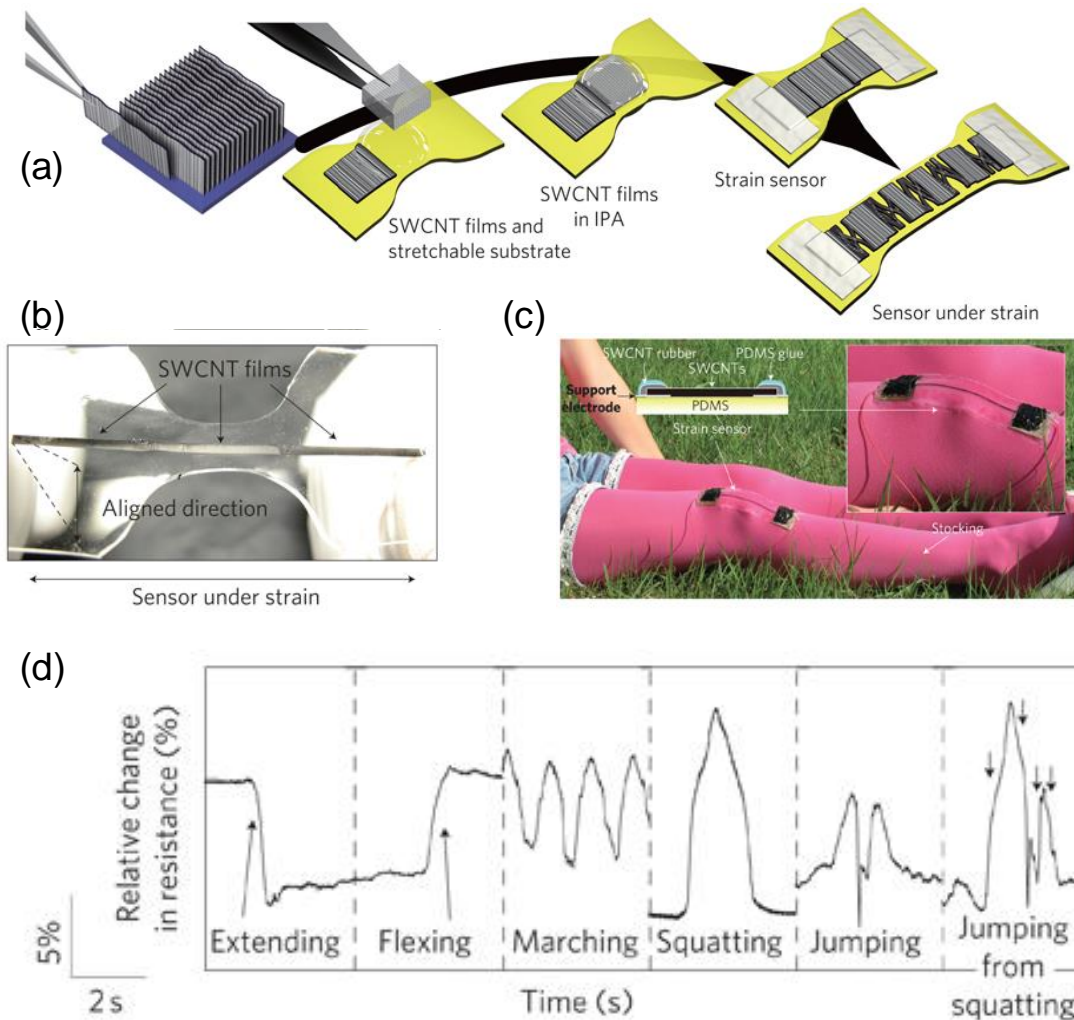 (a)
SWCNT films and
stretchable substrate
SWCNT films
in IPA
Strain sensor
Sensor under strain
(b)
SWCNT films
Aligned direction
Sensor under strain
(c)
SWCNT rubber
PDMS glue
SWCNTs
Support
electrode
PDMS
Strain sensor
Stocking
(d)
Relative change
in resistance (%)
5%
2 s
Extending
Flexing
Marching
Squatting
Jumping
Jumping
from
squatting
Time (s)